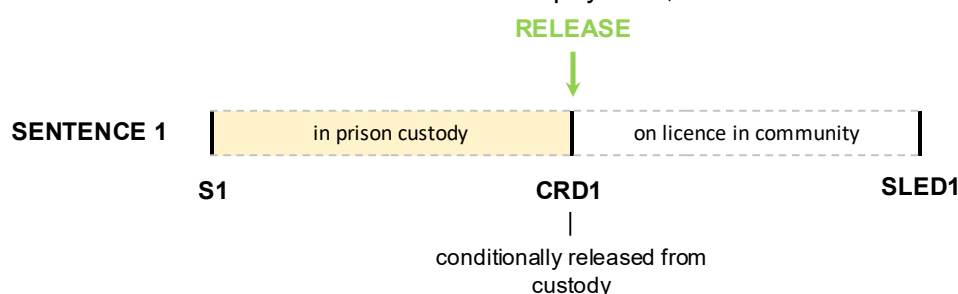 RELEASE
SENTENCE 1
in prison custody
on licence in community
S1
CRD1
SLED1
conditionally released from
custody